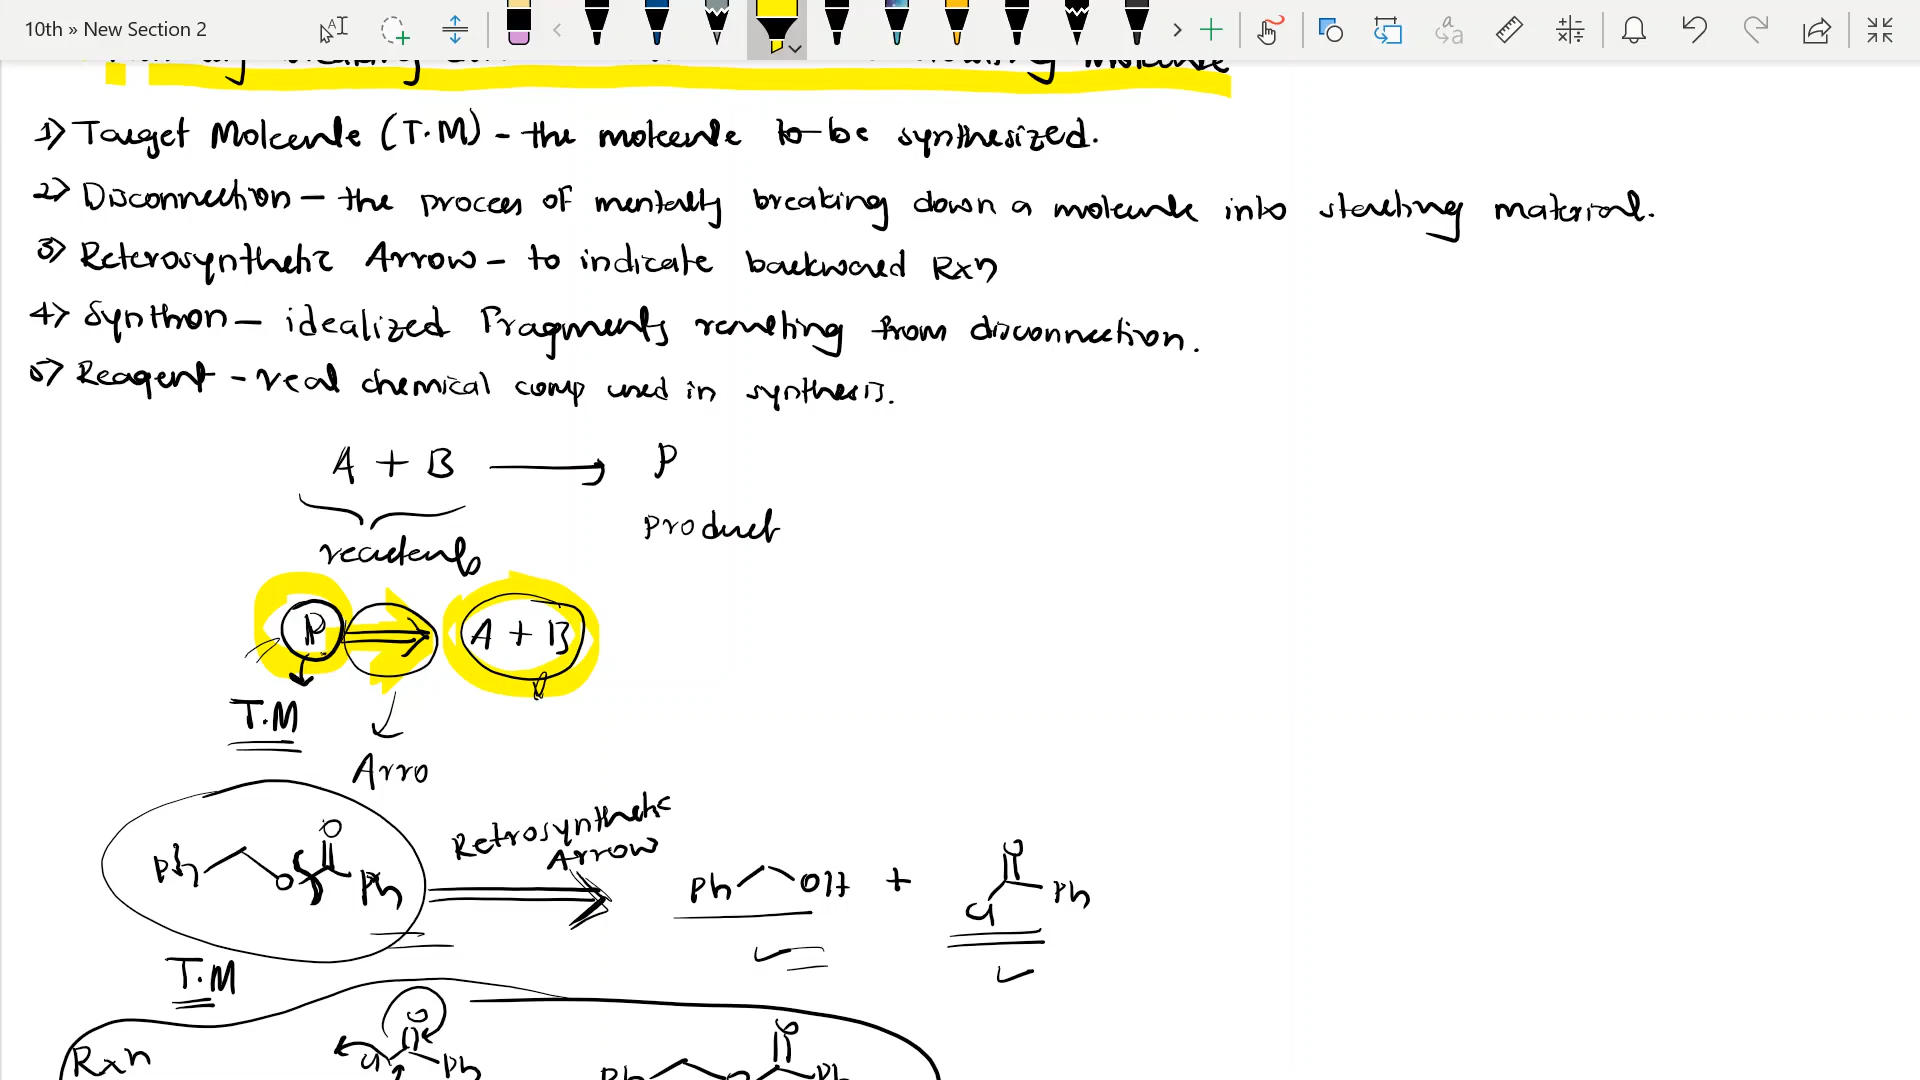 10th » New Section 2
1) Target Molecule (T.M) - the molecule to be synthesized.
2) Disconnection - the process of mentally breaking down a molecule into starting material.
3) Reterosynthetic Arrow - to indicate backward Rxn
4) Synthon - idealized Fragments resulting from disconnection.
5) Reagent - real chemical comp used in synthesis.
A + B → P
reactants product
P ⇒ A + B
T.M
Arro
Retrosynthetic
Arrow
Ph O O Ph
Ph OH + O Cl Ph
T.M
Rxn
O Cl Ph
O Ph O Ph